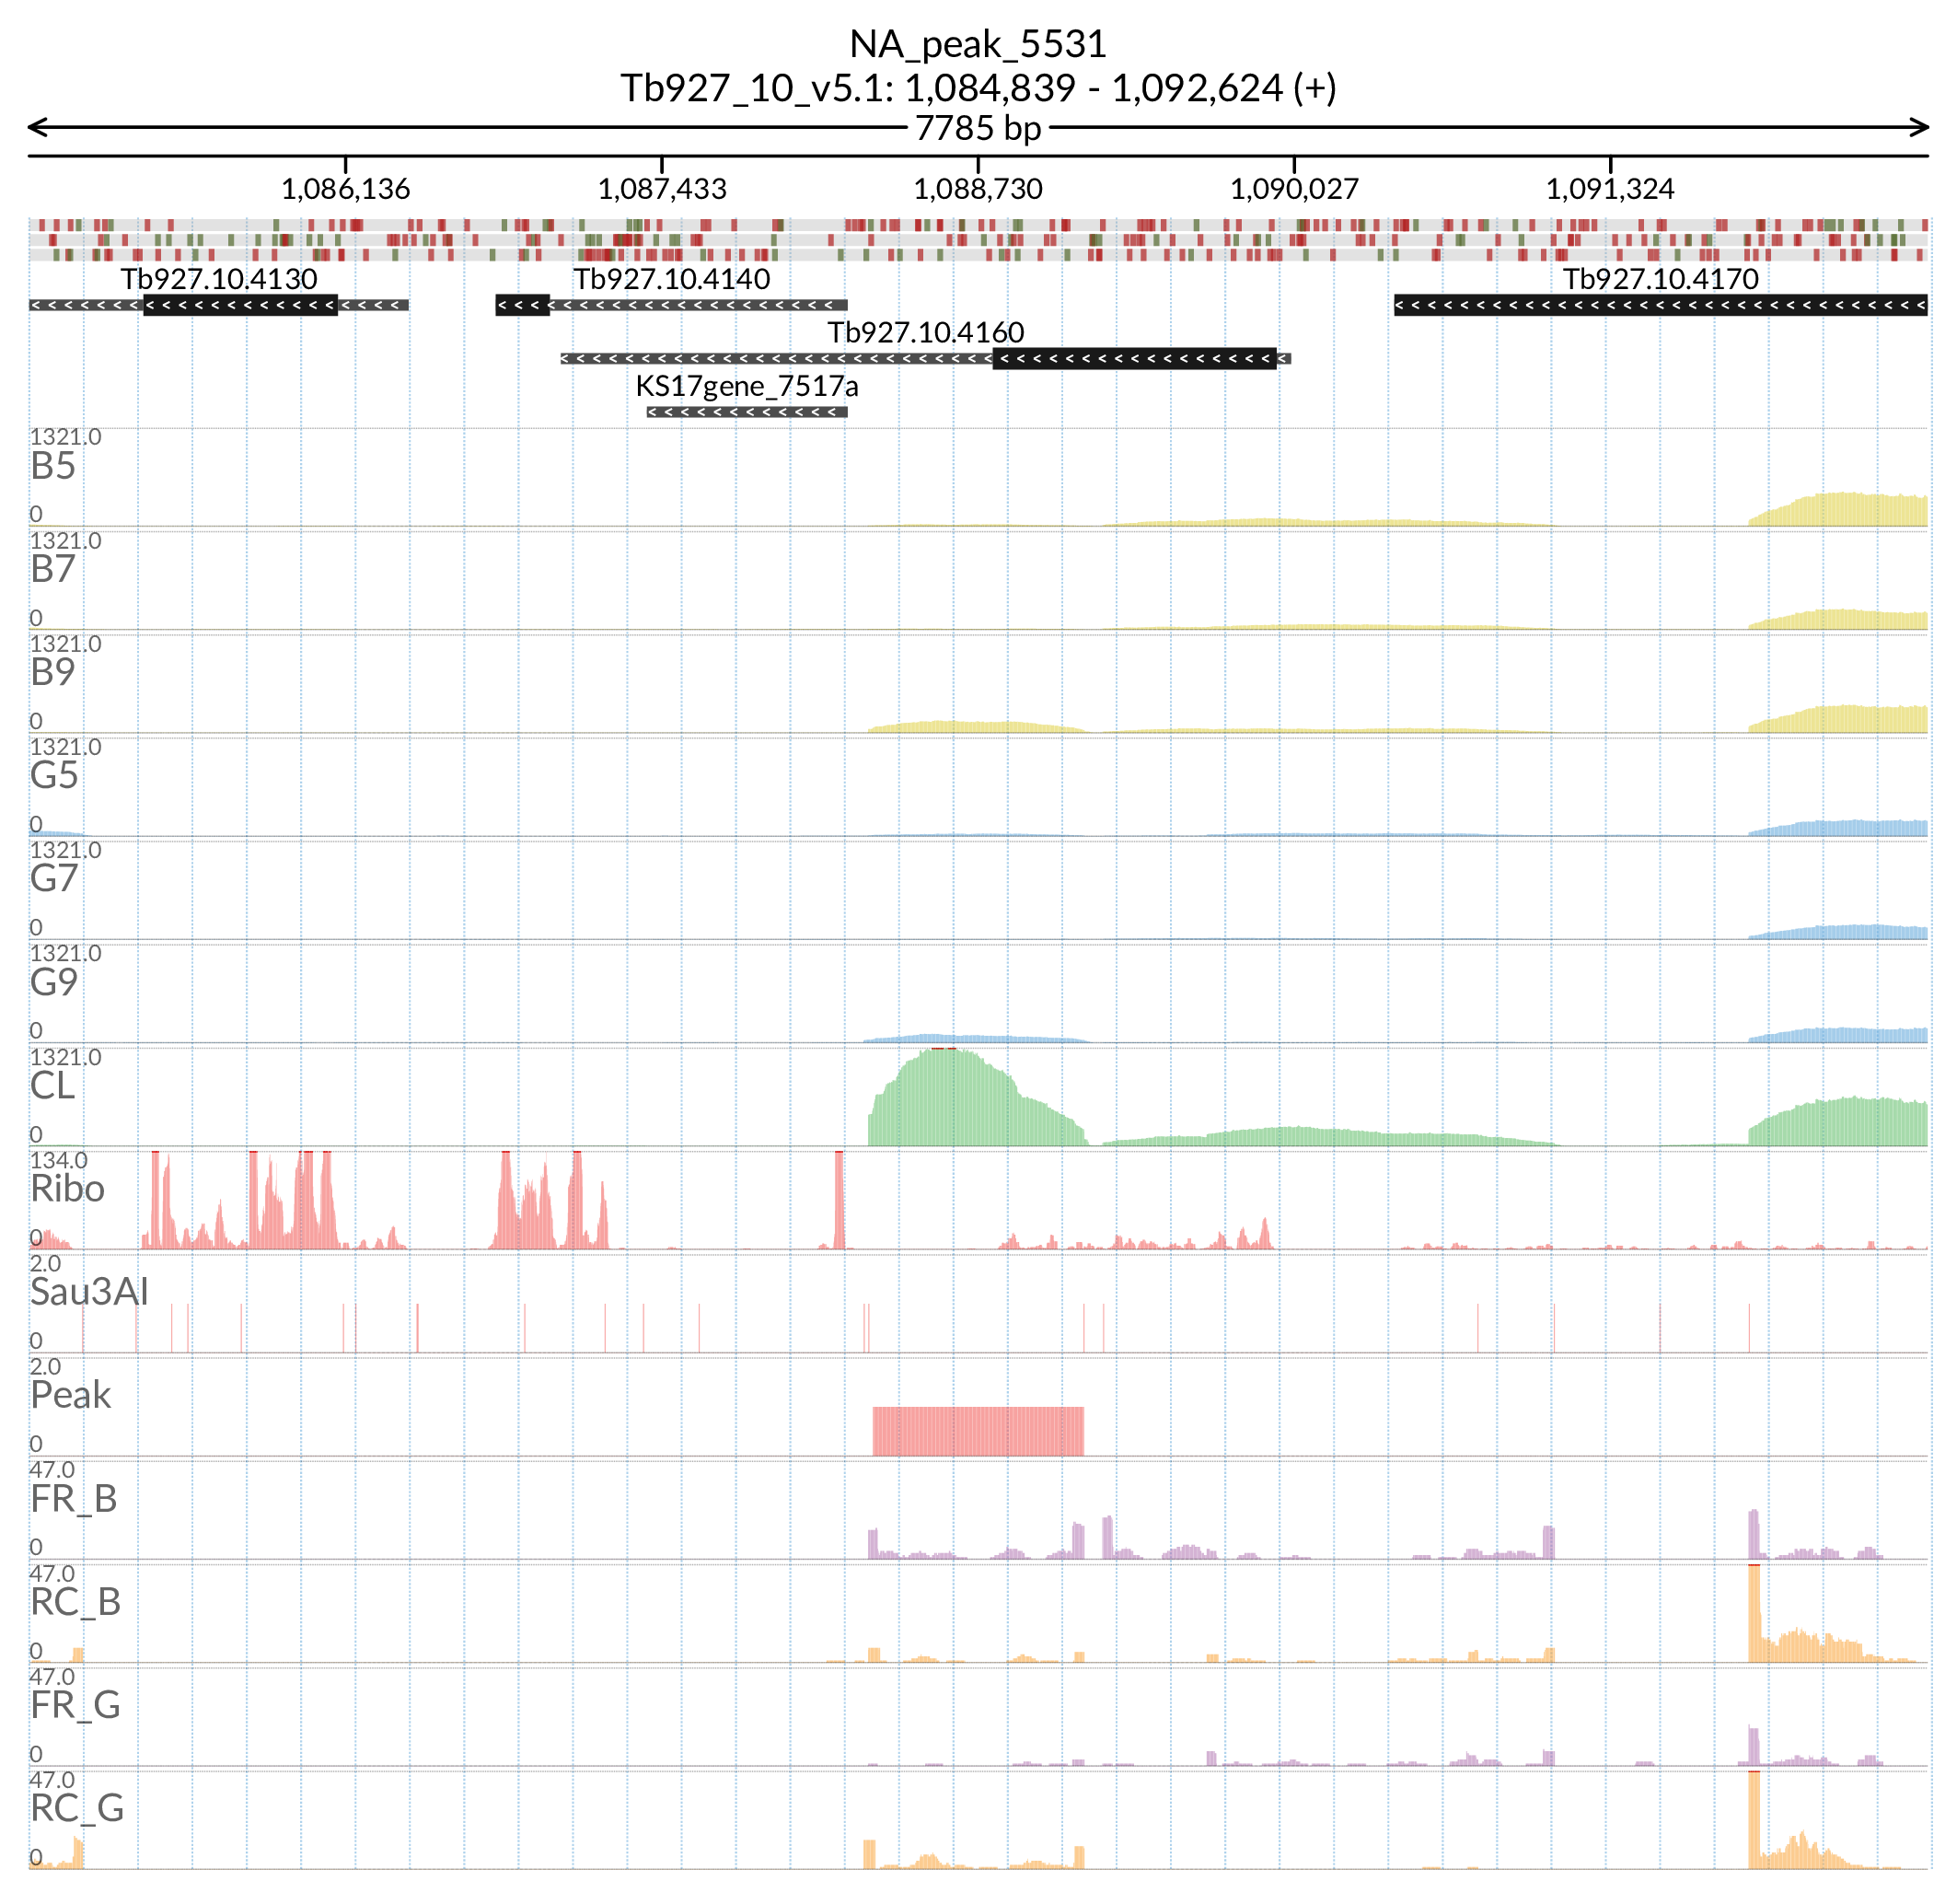 NA_peak_5531
Tb927_10_v5.1: 1,084,839 - 1,092,624 (+)
7785 bp
1,086,136 1,087,433 1,088,730 1,090,027 1,091,324
Tb927.10.4130 Tb927.10.4140 Tb927.10.4170
Tb927.10.4160
KS17gene_7517a
1321.0
B5
0
1321.0
B7
0
1321.0
B9
0
1321.0
G5
0
1321.0
G7
0
1321.0
G9
0
1321.0
CL
0
134.0
Ribo
0
2.0
Sau3AI
0
2.0
Peak
0
47.0
FR_B
0
47.0
RC_B
0
47.0
FR_G
0
47.0
RC_G
0